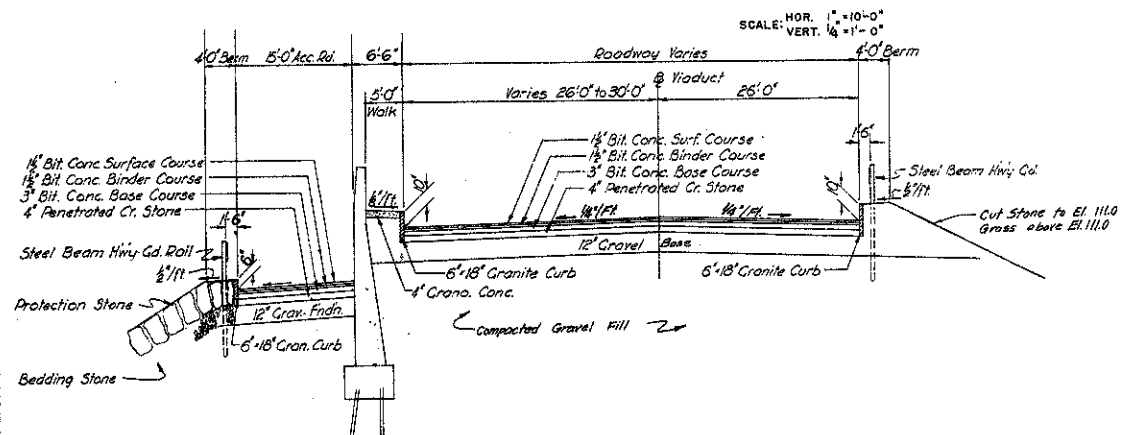 SCALE: HOR. 1" = 10'-0"
VERT. 1/4" = 1'-0"
4'-0" Berm
15'-0" Acc. Rd.
6'-6"
Roadway Varies
4'-0" Berm
5'-0"
Walk
Varies 26'-0" to 30'-0"
℄ Viaduct
26'-0"
1'-6"
1½" Bit. Conc. Surf. Course
1½" Bit. Conc. Binder Course
3" Bit. Conc. Base Course
4" Penetrated Cr. Stone
1½" Bit. Conc. Surface Course
1½" Bit. Conc. Binder Course
3" Bit. Conc. Base Course
4" Penetrated Cr. Stone
1'-6"
Steel Beam Hwy. Gd. Rail
½"/ft
6"
½"/ft.
10"
¼"/Ft.
¼"/Ft.
10"
Steel Beam Hwy Gd.
½"/ft.
Cut Stone to El. 111.0
Grass above El. 111.0
12" Gravel Base
6"x18" Granite Curb
6"x18" Granite Curb
4" Grano. Conc.
Protection Stone
12" Grav. Fndn.
6"x18" Gran. Curb
Compacted Gravel Fill
Bedding Stone